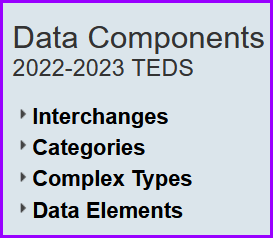 Data Components
2022-2023 TEDS
Interchanges
Categories
Complex Types
Data Elements